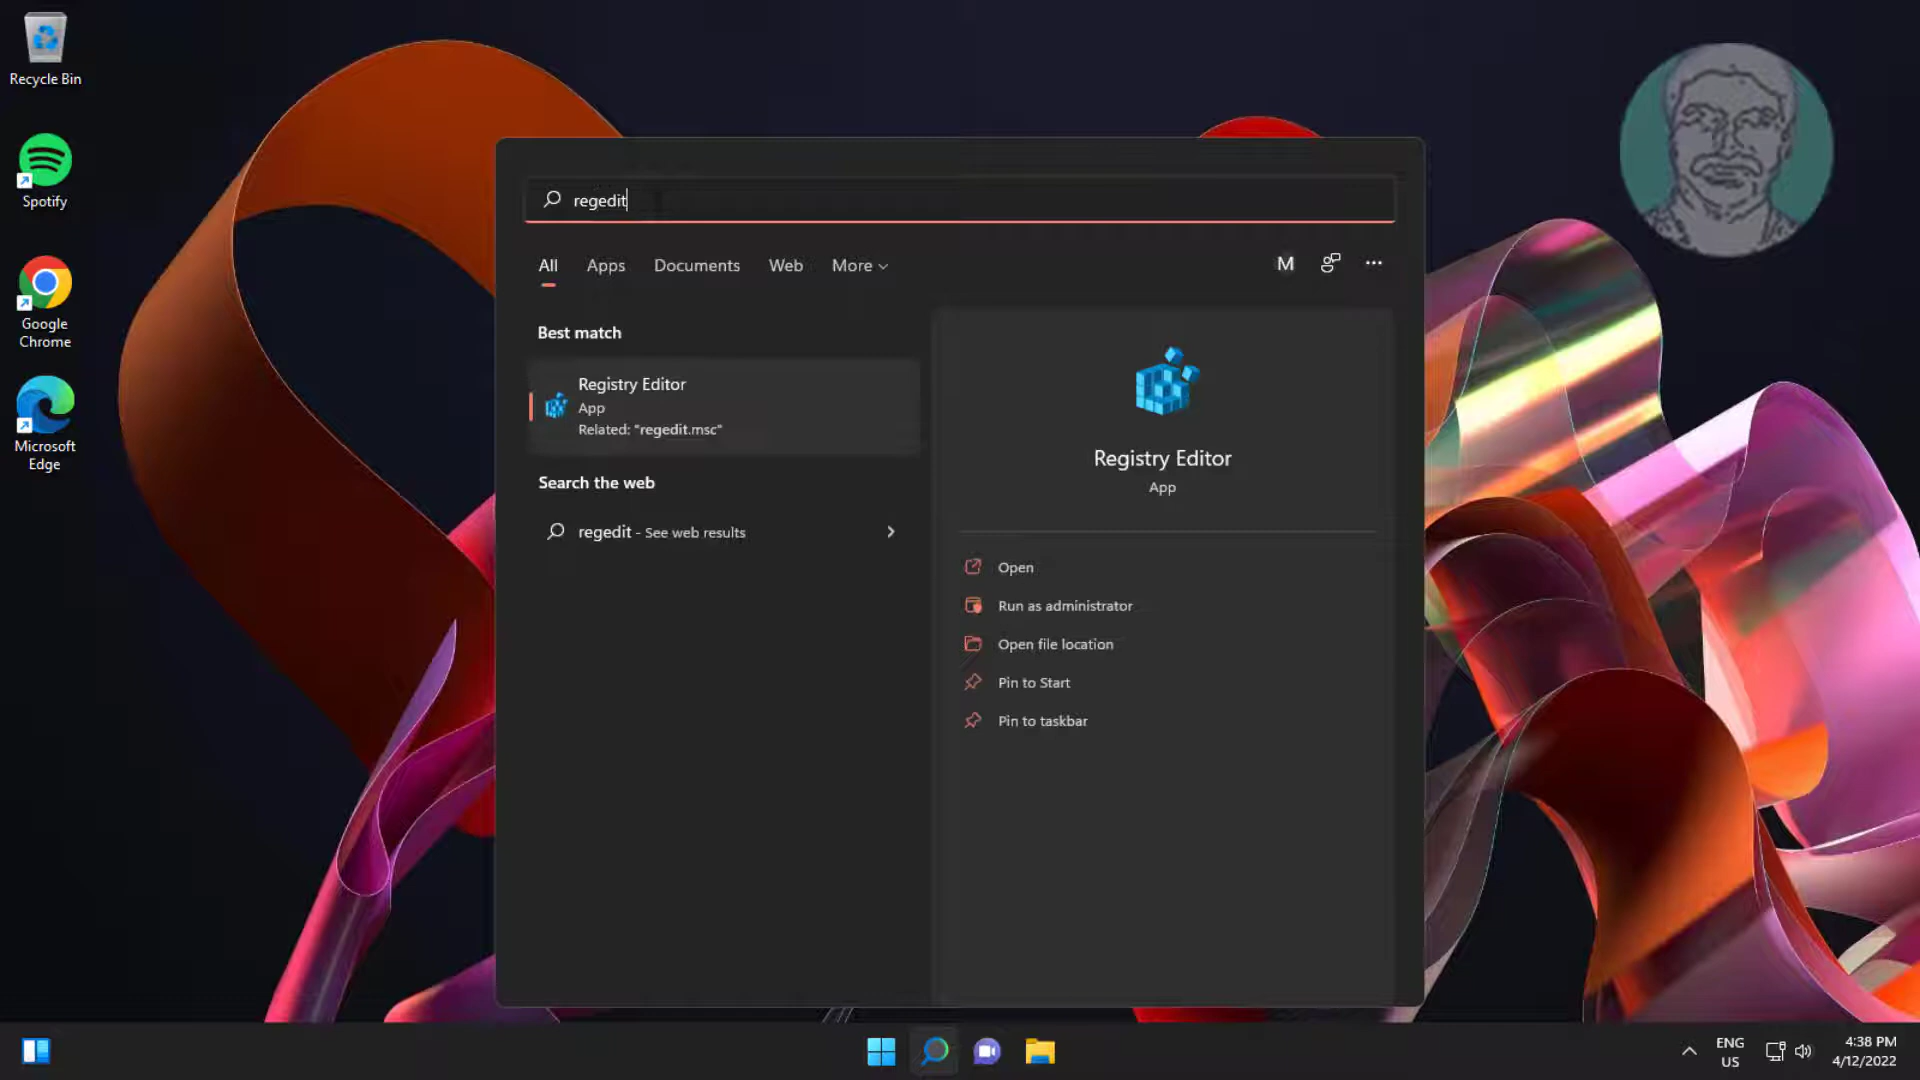 Recycle Bin
Spotify
Google
Chrome
Microsoft
Edge
regedit
All
Apps
Documents
Web
More
M
Best match
Registry Editor
App
Related: "regedit.msc"
Search the web
regedit - See web results
Registry Editor
App
Open
Run as administrator
Open file location
Pin to Start
Pin to taskbar
ENG
US
4:38 PM
4/12/2022